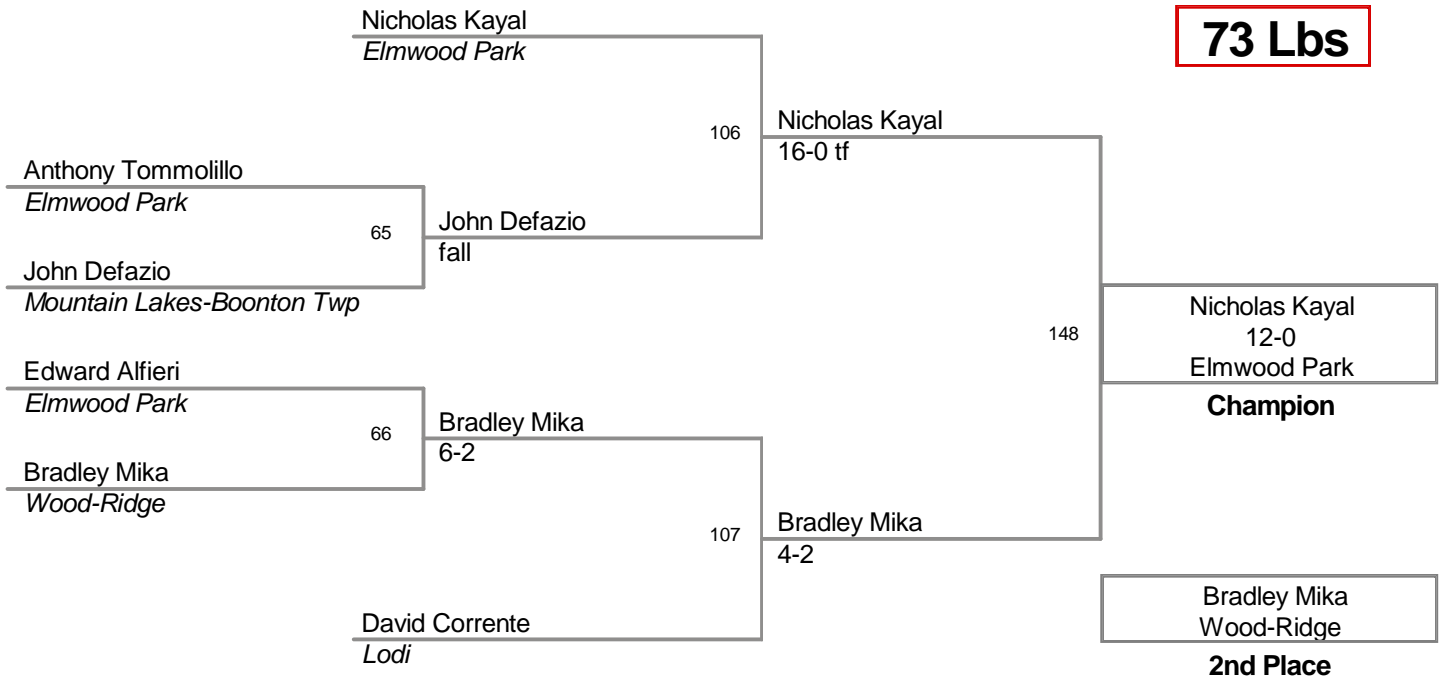 Nicholas Kayal
Elmwood Park
73 Lbs
106
Nicholas Kayal
16-0 tf
Anthony Tommolillo
Elmwood Park
65
John Defazio
fall
John Defazio
Mountain Lakes-Boonton Twp
148
Nicholas Kayal
12-0
Elmwood Park
Champion
Edward Alfieri
Elmwood Park
66
Bradley Mika
6-2
Bradley Mika
Wood-Ridge
107
Bradley Mika
4-2
David Corrente
Lodi
Bradley Mika
Wood-Ridge
2nd Place